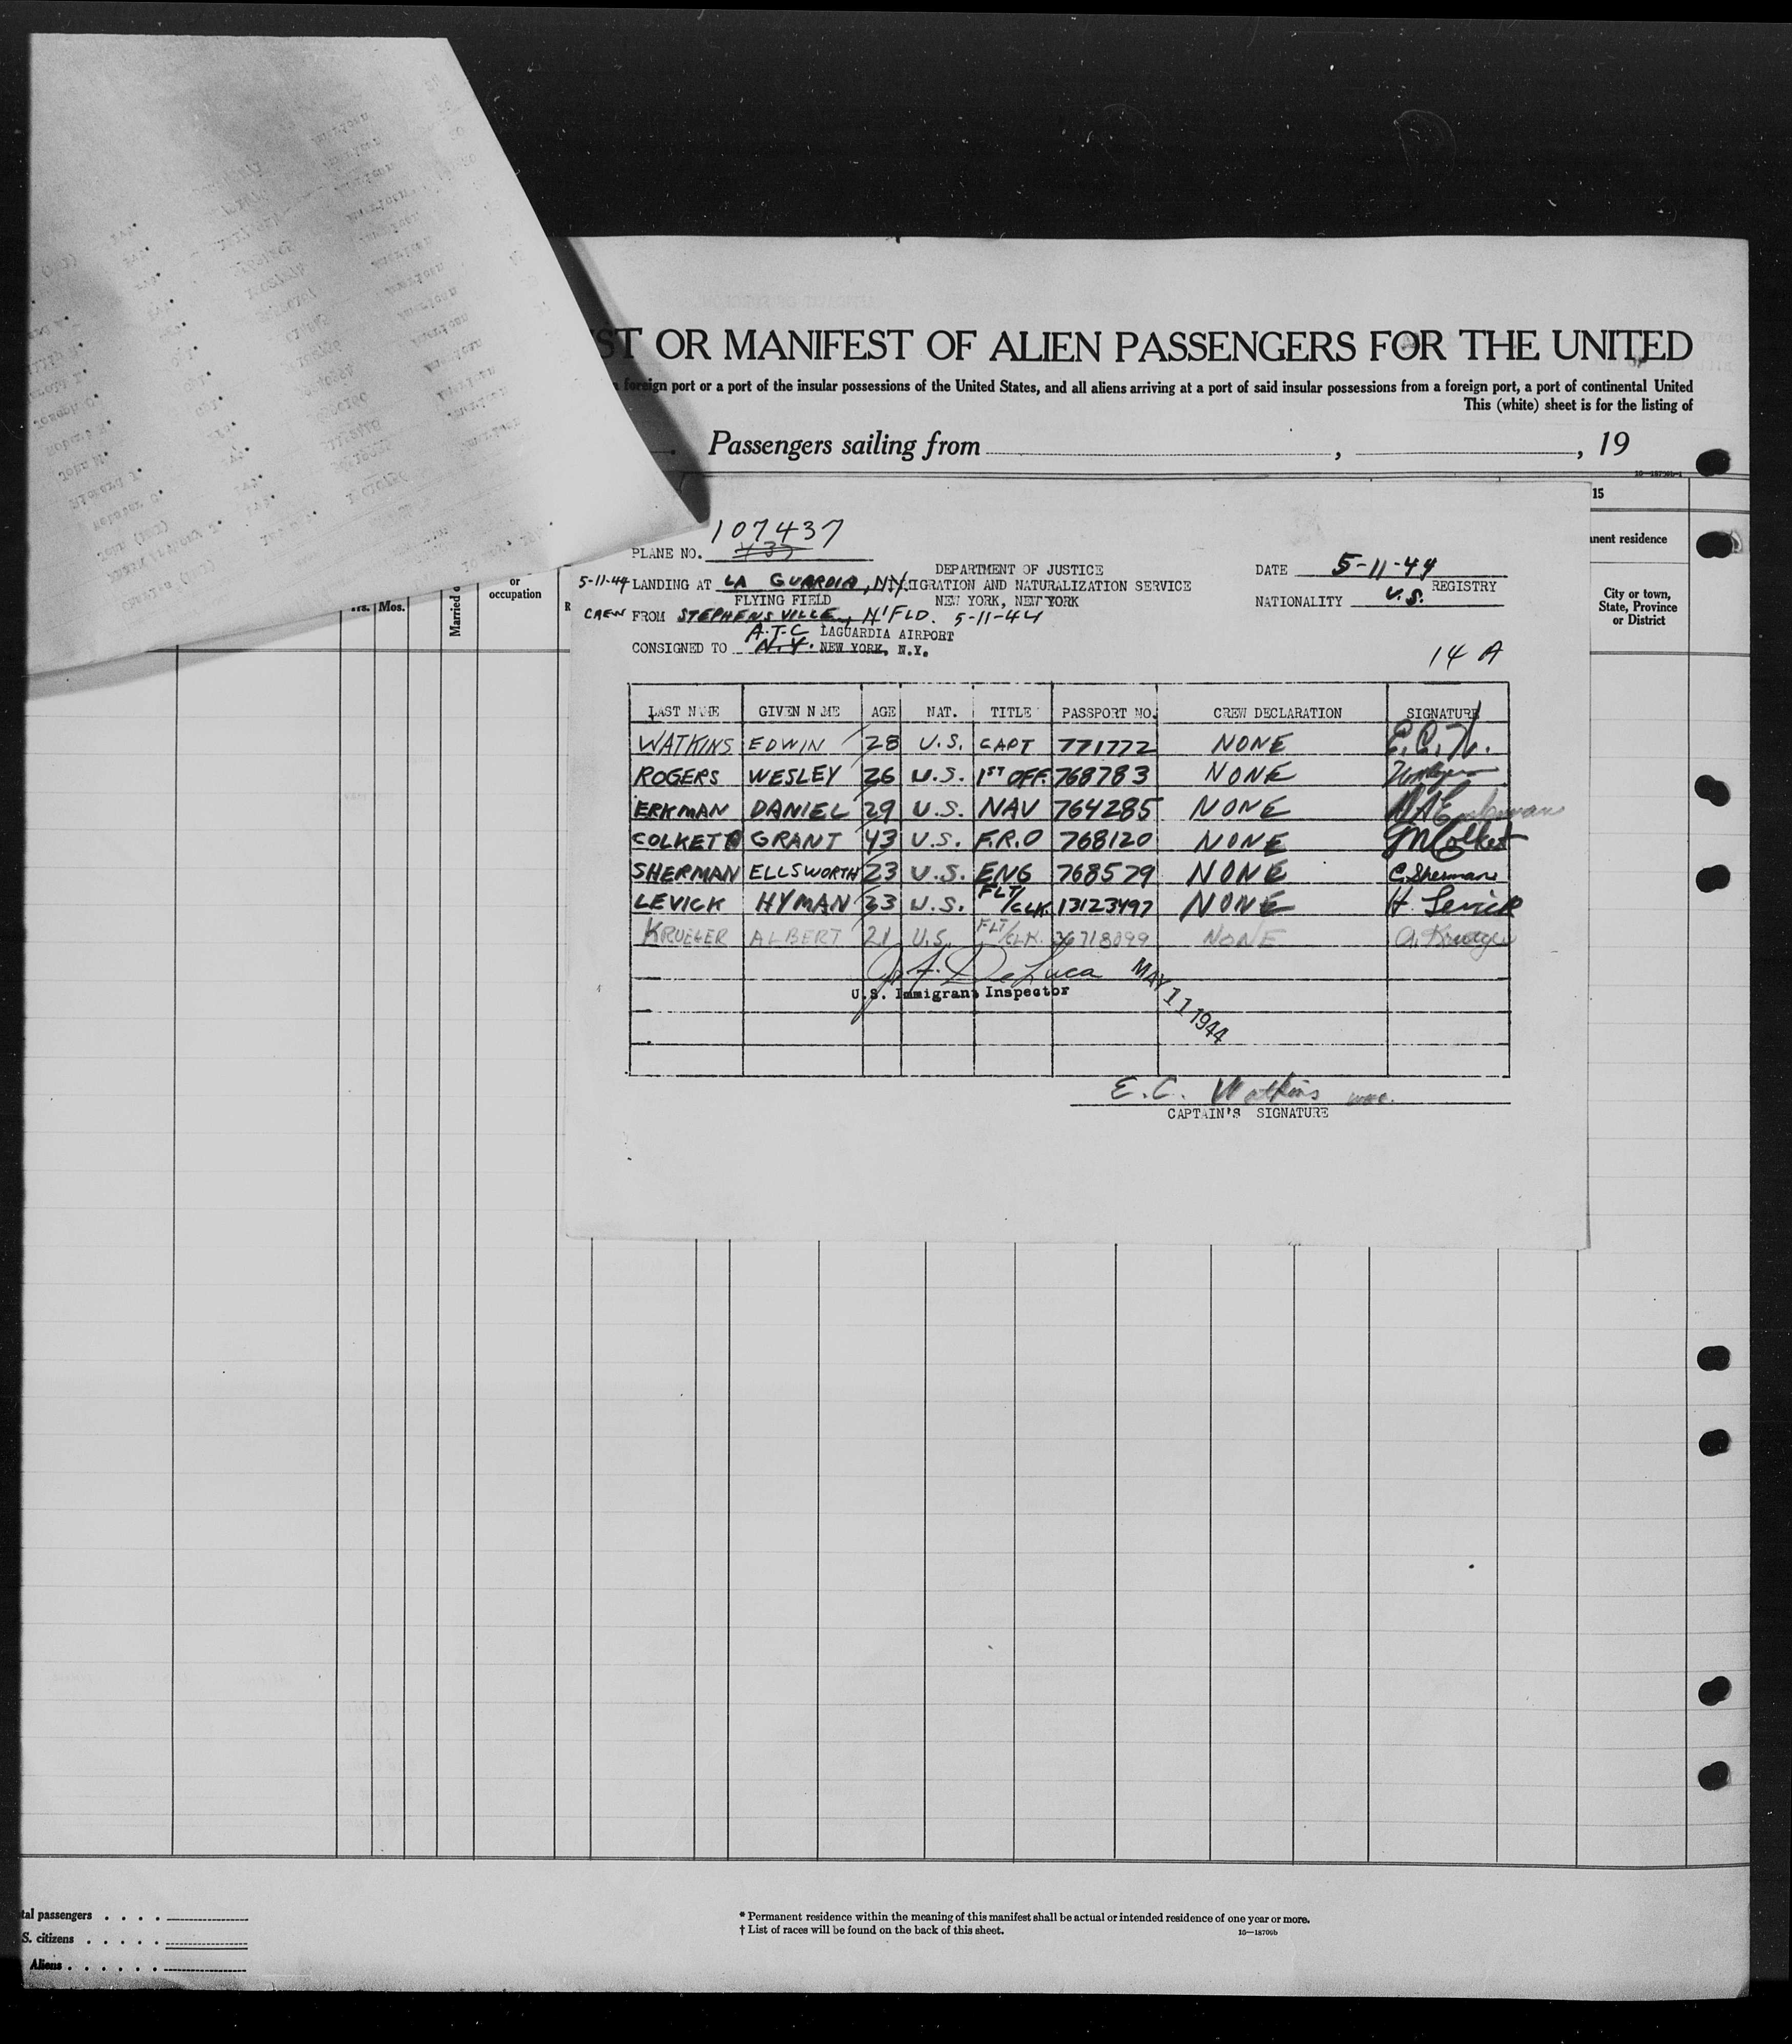 OR MANIFEST OF ALIEN PASSENGERS FOR THE UNITED
foreign port or a port of the insular possessions of the United States, and all aliens arriving at a port of said insular possessions from a foreign port, a port of continental United
This (white) sheet is for the listing of
Passengers sailing from , , 19
15
residence
City or town, State, Province or District
or occupation
Mos.
Married
107437
PLANE NO. 437
DEPARTMENT OF JUSTICE
DATE 5-11-44
5-11-44 LANDING AT LA GUARDIA, N.Y. IGRATION AND NATURALIZATION SERVICE
REGISTRY
FLYING FIELD NEW YORK, NEW YORK
NATIONALITY U.S.
CREW FROM STEPHENSVILLE, N'FLD. 5-11-44
A.T.C LAGUARDIA AIRPORT
CONSIGNED TO N.Y. NEW YORK, N.Y.
14 A
LAST NAME GIVEN NAME AGE NAT. TITLE PASSPORT NO. CREW DECLARATION SIGNATURE
WATKINS EDWIN 28 U.S. CAPT 771772 NONE
ROGERS WESLEY 26 U.S. 1ST OFF. 768783 NONE
ERKMAN DANIEL 29 U.S. NAV 764285 NONE
COLKET GRANT 43 U.S. F.R.O 768120 NONE GM Colket
SHERMAN ELLSWORTH 23 U.S. ENG 768579 NONE E. Sherman
LEVICK HYMAN 33 U.S. FLT/CLK. 13123497 NONE H. Levick
KRUEGER ALBERT 21 U.S. FLT/CLK. 36718099 NONE A. Krueger
DeLuca
U.S. Immigrant Inspector
MAY 11 1944
E. C. Watkins
CAPTAIN'S SIGNATURE
passengers
S. citizens
Aliens
* Permanent residence within the meaning of this manifest shall be actual or intended residence of one year or more.
† List of races will be found on the back of this sheet.
16—18706b